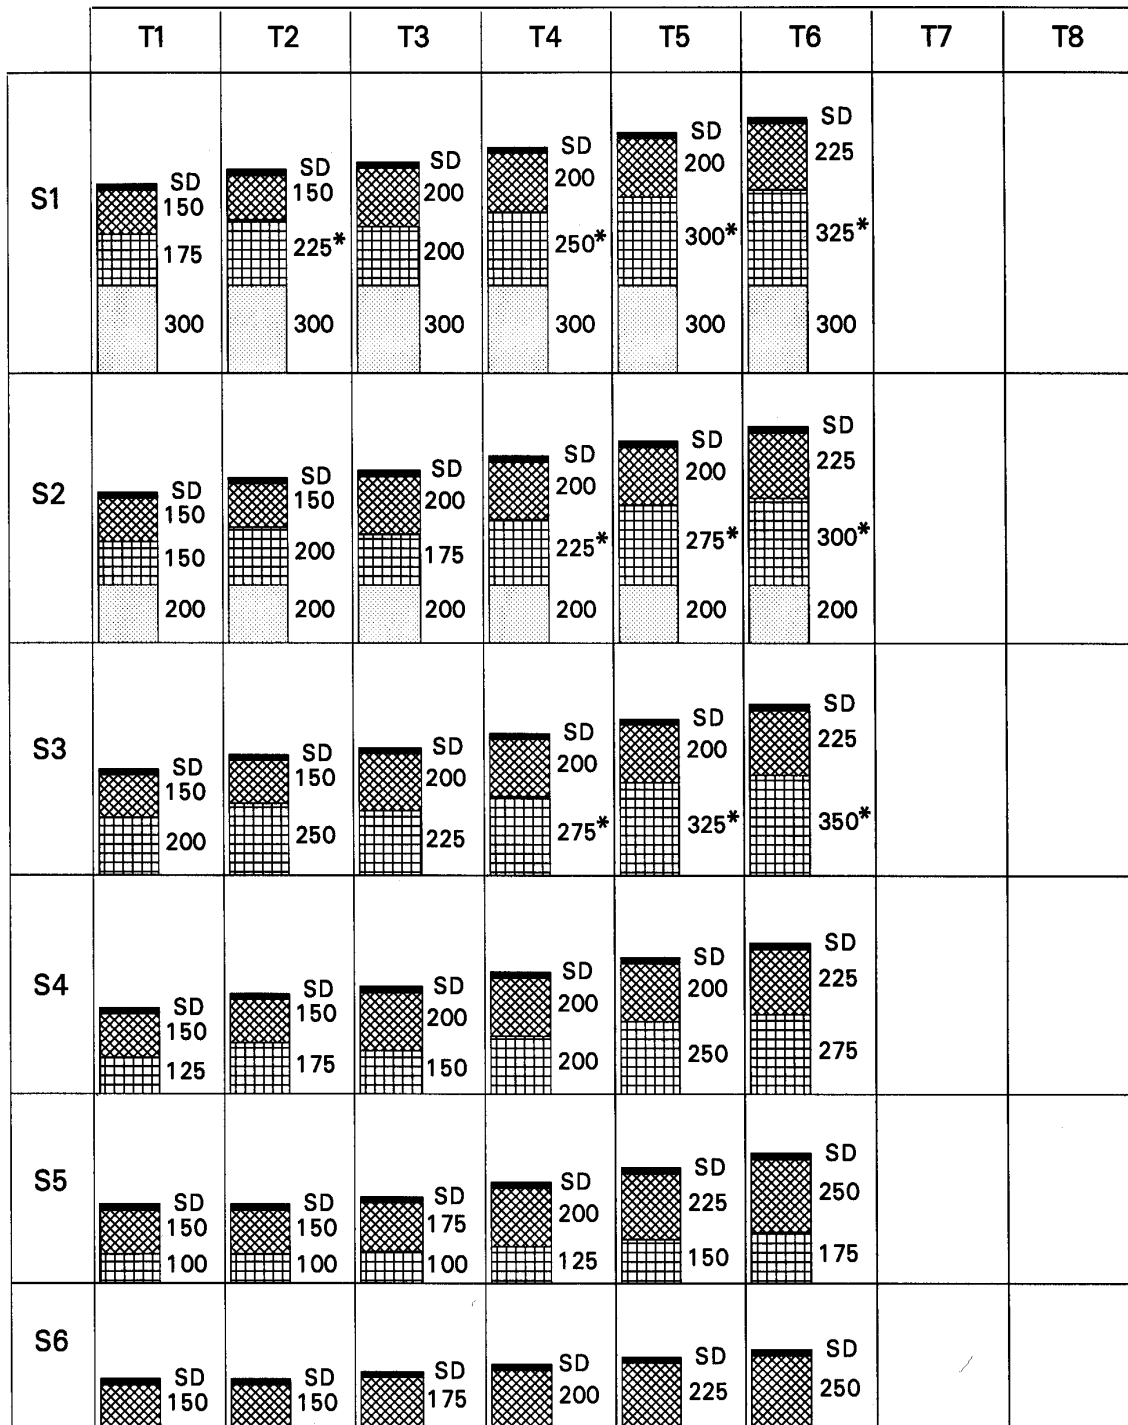 T1 T2 T3 T4 T5 T6 T7 T8
S1
SD SD SD SD SD SD
150 150 200 200 200 225
175 225* 200 250* 300* 325*
300 300 300 300 300 300
S2
SD SD SD SD SD SD
150 150 200 200 200 225
150 200 175 225* 275* 300*
200 200 200 200 200 200
S3
SD SD SD SD SD SD
150 150 200 200 200 225
200 250 225 275* 325* 350*
S4
SD SD SD SD SD SD
150 150 200 200 200 225
125 175 150 200 250 275
S5
SD SD SD SD SD SD
150 150 175 200 225 250
100 100 100 125 150 175
S6
SD SD SD SD SD SD
150 150 175 200 225 250